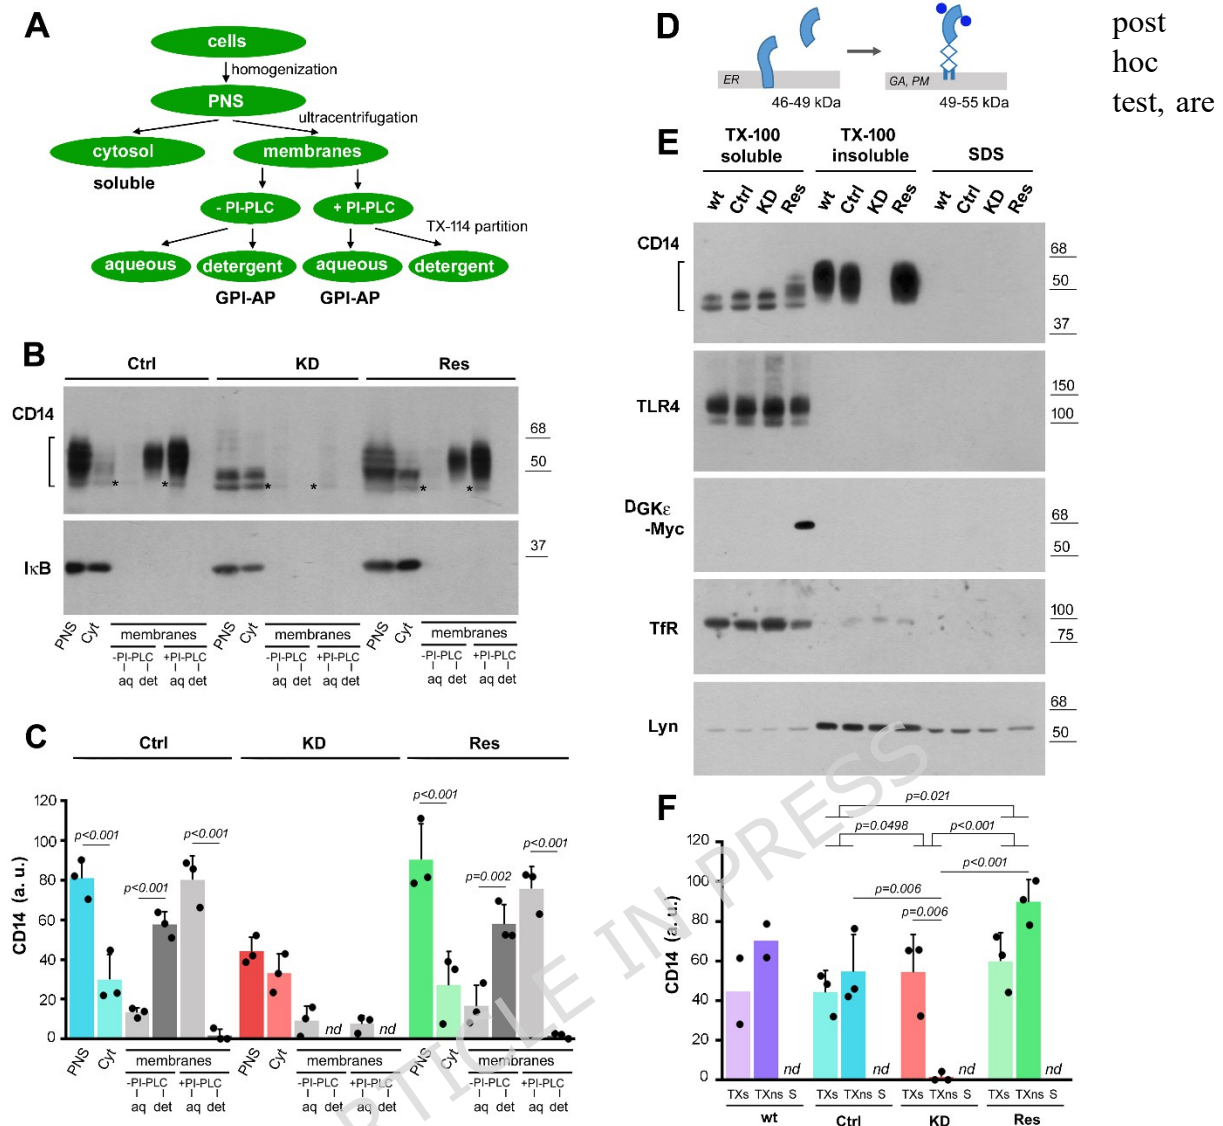 A
cells
homogenization
PNS
ultracentrifugation
cytosol
membranes
soluble
- PI-PLC
+ PI-PLC
TX-114 partition
aqueous
detergent
aqueous
detergent
GPI-AP
GPI-AP
B
Ctrl
KD
Res
CD14
68
50
*
*
*
*
*
*
IκB
37
PNS
Cyt
membranes
-PI-PLC
+PI-PLC
aq det
aq det
PNS
Cyt
membranes
-PI-PLC
+PI-PLC
aq det
aq det
PNS
Cyt
membranes
-PI-PLC
+PI-PLC
aq det
aq det
C
Ctrl
KD
Res
CD14 (a. u.)
120
100
80
60
40
20
0
p<0.001
p<0.001
p<0.001
nd
nd
p<0.001
p=0.002
p<0.001
PNS
Cyt
membranes
-PI-PLC
+PI-PLC
aq det
aq det
PNS
Cyt
membranes
-PI-PLC
+PI-PLC
aq det
aq det
PNS
Cyt
membranes
-PI-PLC
+PI-PLC
aq det
aq det
D
ER
46-49 kDa
GA, PM
49-55 kDa
post
hoc
test, are
E
TX-100
soluble
TX-100
insoluble
SDS
wt Ctrl KD Res
wt Ctrl KD Res
wt Ctrl KD Res
CD14
68
50
37
TLR4
150
100
DGKε
-Myc
68
50
TfR
100
75
Lyn
68
50
F
CD14 (a. u.)
120
100
80
60
40
20
0
p=0.021
p=0.0498
p<0.001
p<0.001
p=0.006
p=0.006
nd
nd
nd
nd
TXs TXns S
TXs TXns S
TXs TXns S
TXs TXns S
wt
Ctrl
KD
Res
RTICLE IN PRESS